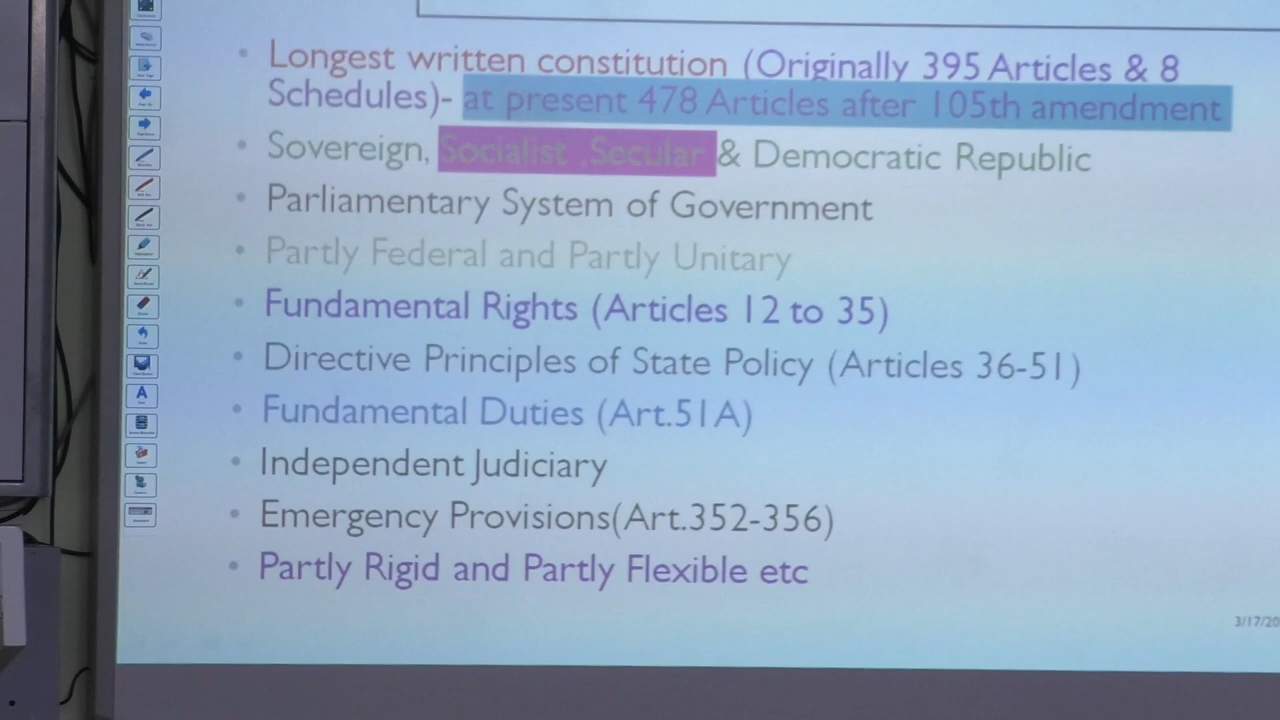 • Longest written constitution (Originally 395 Articles & 8
Schedules)- at present 478 Articles after 105th amendment
• Sovereign, Socialist Secular & Democratic Republic
• Parliamentary System of Government
• Partly Federal and Partly Unitary
• Fundamental Rights (Articles 12 to 35)
• Directive Principles of State Policy (Articles 36-51)
• Fundamental Duties (Art.51A)
• Independent Judiciary
• Emergency Provisions(Art.352-356)
• Partly Rigid and Partly Flexible etc
3/17/20